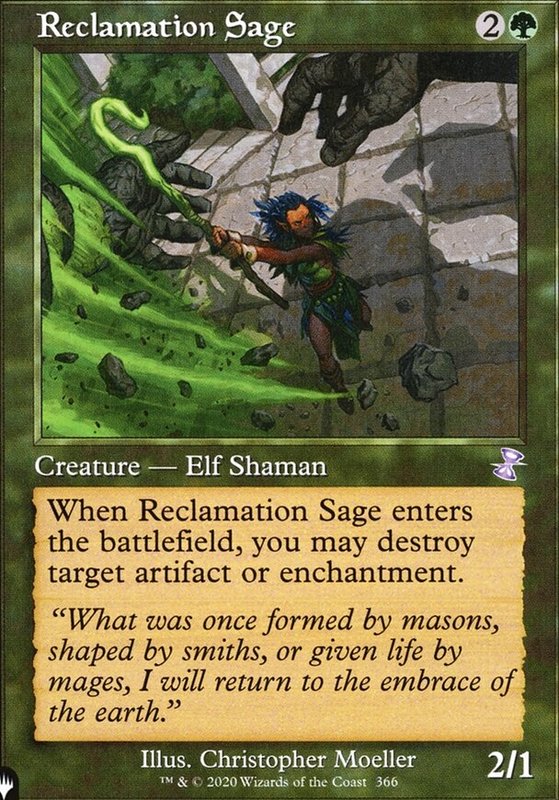 Reclamation Sage 2
Creature — Elf Shaman
When Reclamation Sage enters
the battlefield, you may destroy
target artifact or enchantment.
“What was once formed by masons,
shaped by smiths, or given life by
mages, I will return to the embrace of
the earth.”
Illus. Christopher Moeller
™ & © 2020 Wizards of the Coast 366
2/1